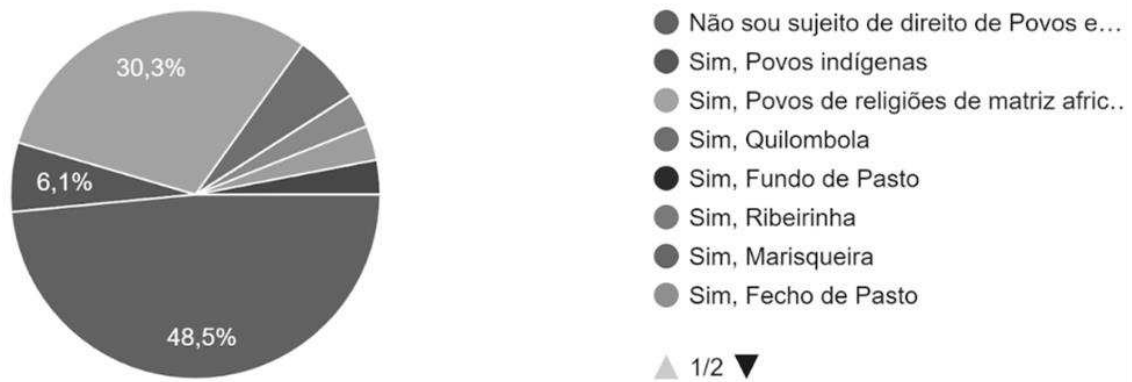 30,3%
6,1%
48,5%
Não sou sujeito de direito de Povos e...
Sim, Povos indígenas
Sim, Povos de religiões de matriz afric..
Sim, Quilombola
Sim, Fundo de Pasto
Sim, Ribeirinha
Sim, Marisqueira
Sim, Fecho de Pasto
1/2